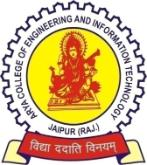 ARYA COLLEGE OF ENGINEERING AND INFORMATION TECHNOLOGY
JAIPUR (RAJ.)
विद्या ददाति विनयम्